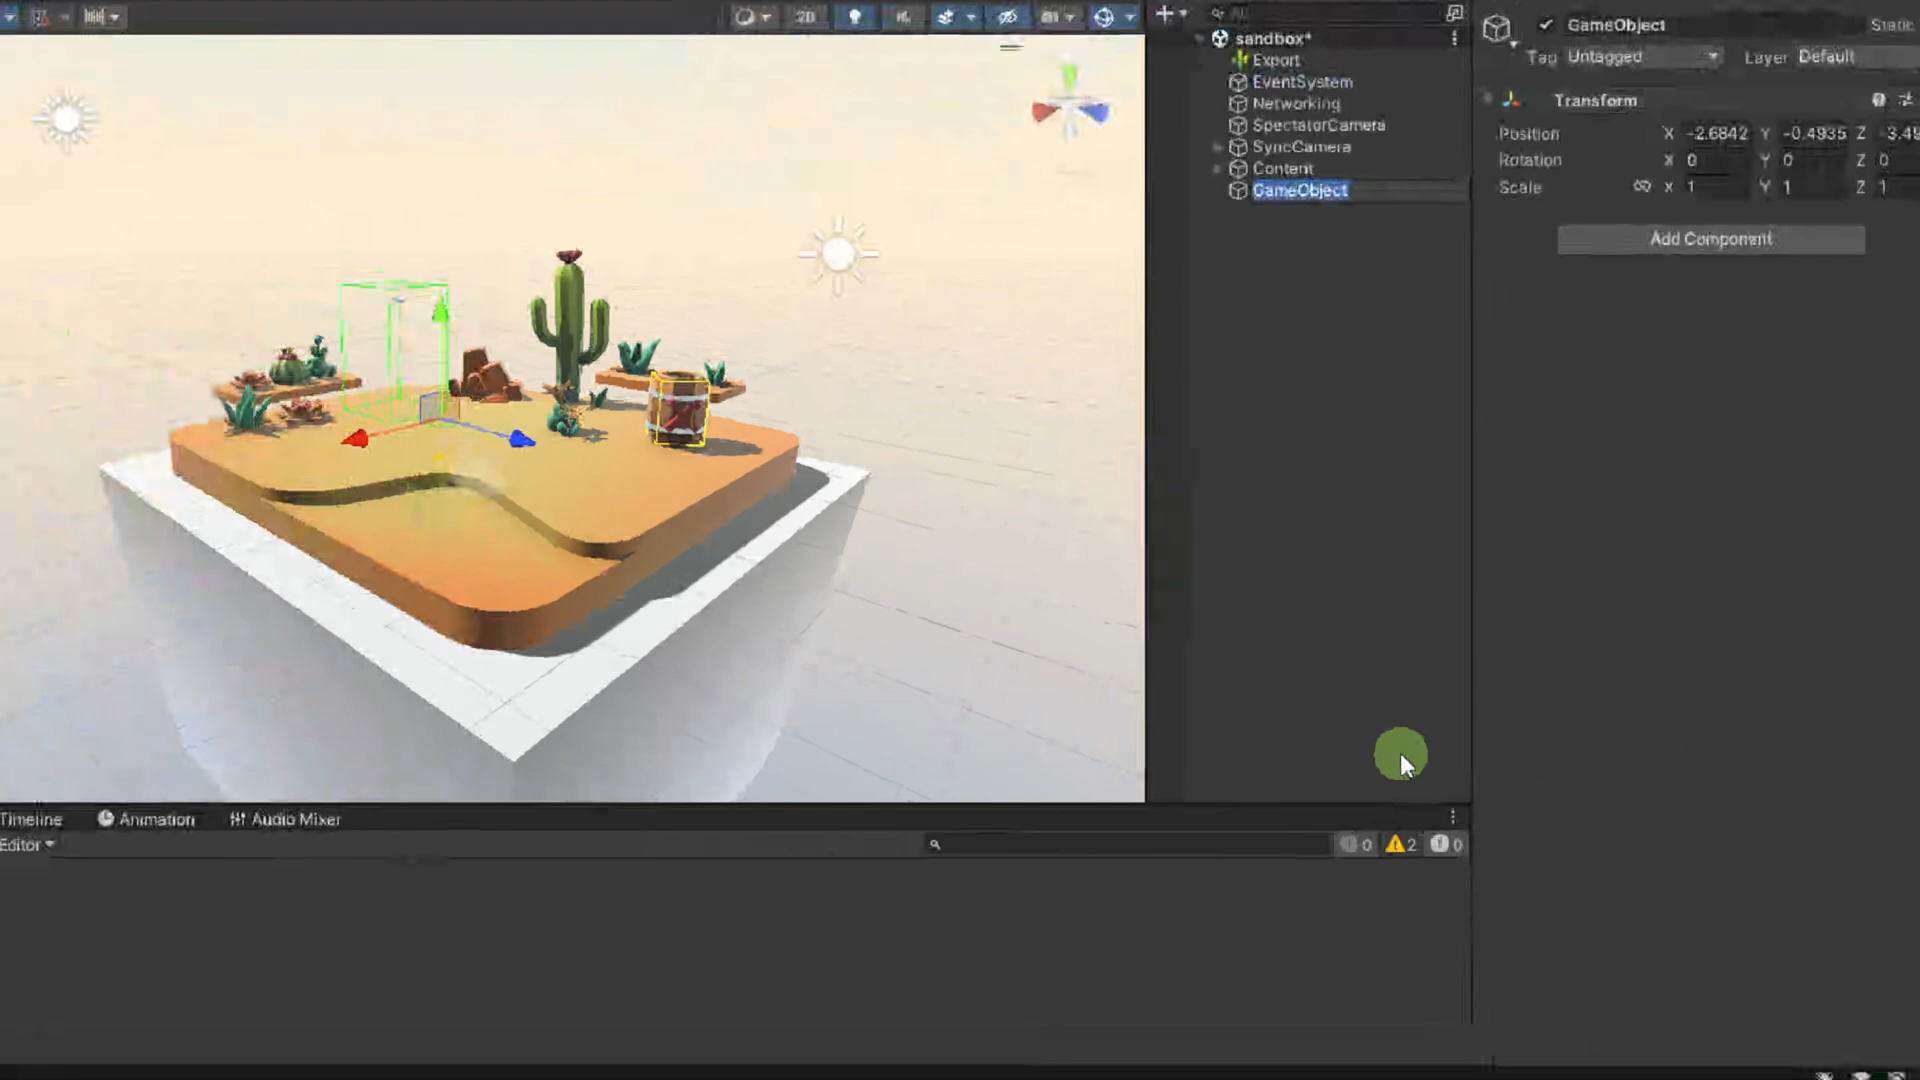 2D
sandbox*
Export
EventSystem
Networking
SpectatorCamera
SyncCamera
Content
GameObject
GameObject
Static
Tag Untagged
Layer Default
Transform
Position X -2.6842 Y -0.4935 Z -3.49
Rotation X 0 Y 0 Z 0
Scale X 1 Y 1 Z 1
Add Component
Timeline
Animation
Audio Mixer
Editor
0
2
0